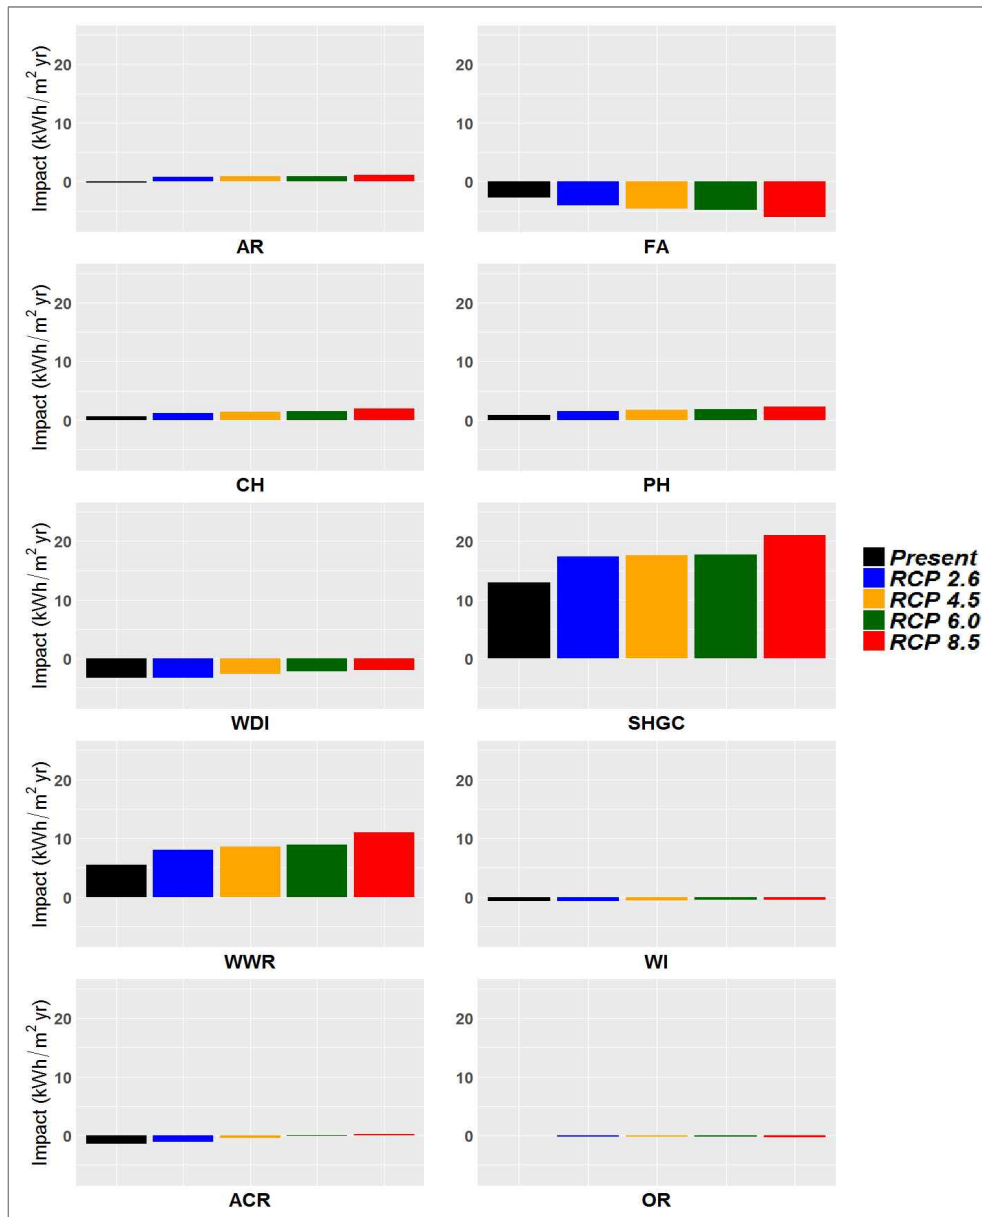 20
10
0
Impact (kWh/m² yr)
AR
20
10
0
FA
20
10
0
Impact (kWh/m² yr)
CH
20
10
0
PH
20
10
0
Impact (kWh/m² yr)
WDI
20
10
0
SHGC
Present
RCP 2.6
RCP 4.5
RCP 6.0
RCP 8.5
20
10
0
Impact (kWh/m² yr)
WWR
20
10
0
WI
20
10
0
Impact (kWh/m² yr)
ACR
20
10
0
OR